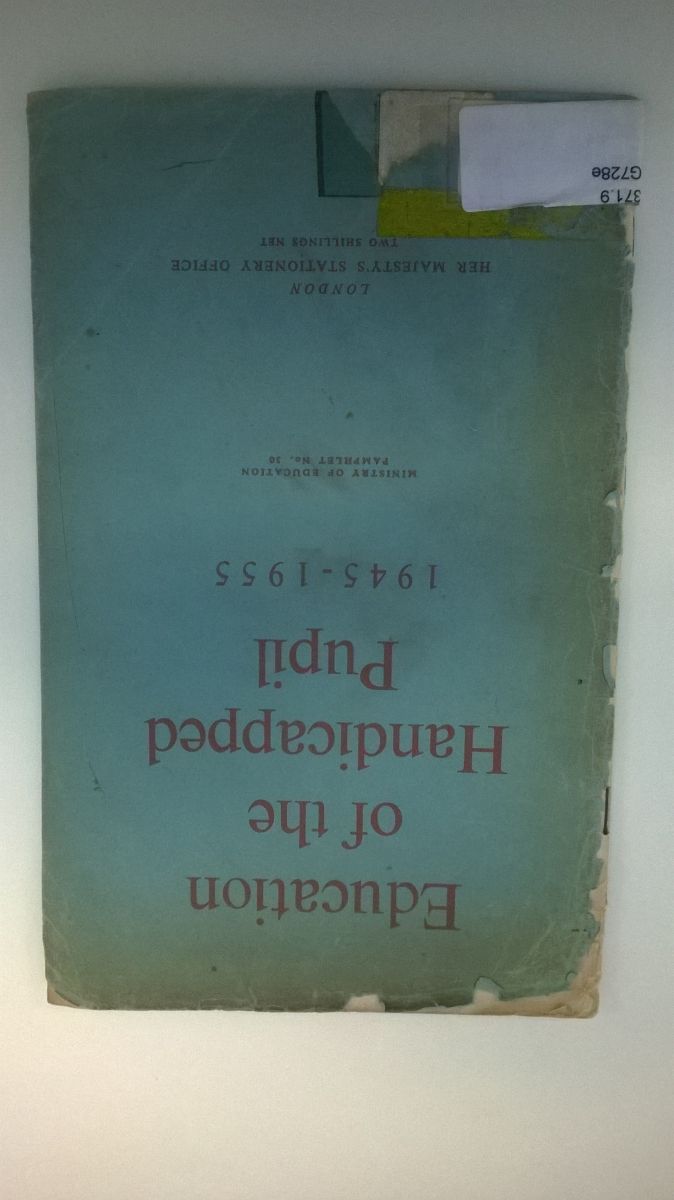 Education
of the
Handicapped
Pupil
1945-1955
MINISTRY OF EDUCATION
PAMPHLET No. 30
LONDON
HER MAJESTY'S STATIONERY OFFICE
TWO SHILLINGS NET
371.9
G728e